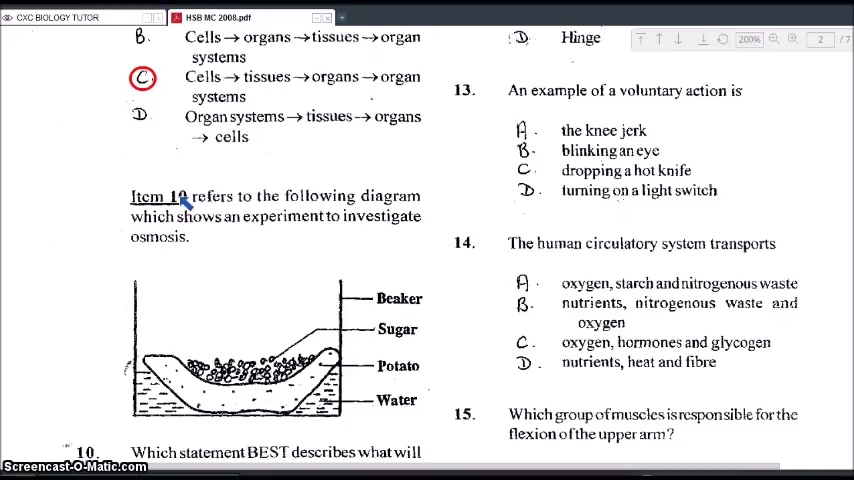 CXC BIOLOGY TUTOR
HSB MC 2008.pdf
200%
2 / 7
B. Cells → organs → tissues → organ
systems
C Cells → tissues → organs → organ
systems
D Organ systems → tissues → organs
→ cells
Item 10 refers to the following diagram
which shows an experiment to investigate
osmosis.
Beaker
Sugar
Potato
Water
10. Which statement BEST describes what will
D. Hinge
13. An example of a voluntary action is
A. the knee jerk
B. blinking an eye
C. dropping a hot knife
D. turning on a light switch
14. The human circulatory system transports
A. oxygen, starch and nitrogenous waste
B. nutrients, nitrogenous waste and
oxygen
C. oxygen, hormones and glycogen
D. nutrients, heat and fibre
15. Which group of muscles is responsible for the
flexion of the upper arm?
Screencast-O-Matic.com